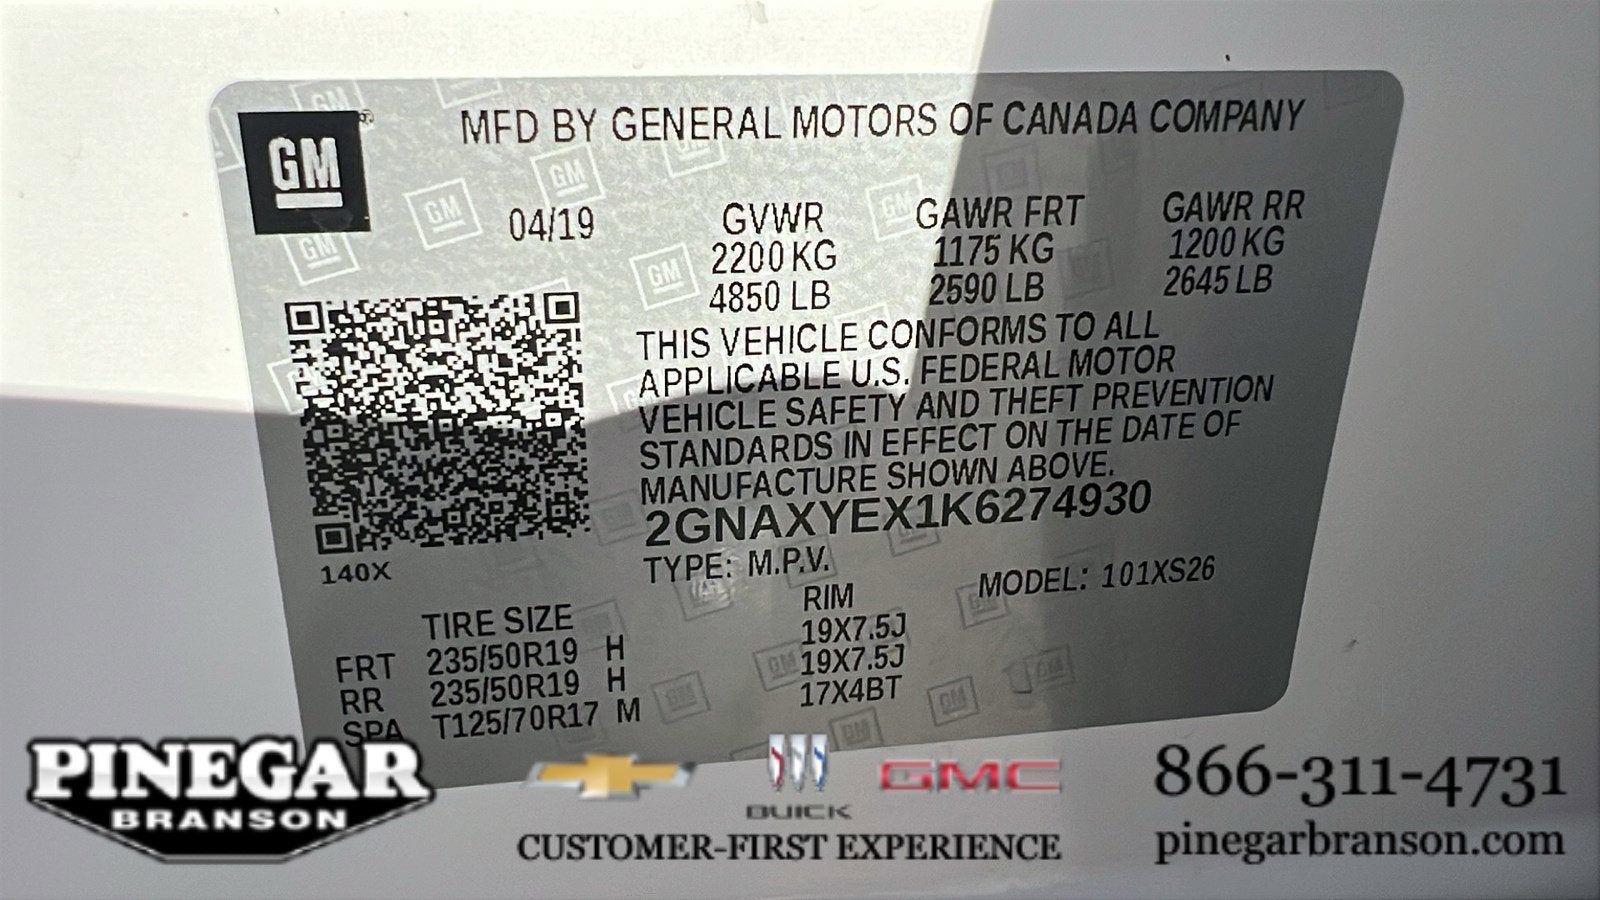 GM
MFD BY GENERAL MOTORS OF CANADA COMPANY
04/19 GVWR GAWR FRT GAWR RR
2200 KG 1175 KG 1200 KG
4850 LB 2590 LB 2645 LB
THIS VEHICLE CONFORMS TO ALL
APPLICABLE U.S. FEDERAL MOTOR
VEHICLE SAFETY AND THEFT PREVENTION
STANDARDS IN EFFECT ON THE DATE OF
MANUFACTURE SHOWN ABOVE.
2GNAXYEX1K6274930
140X
TYPE: M.P.V. MODEL: 101XS26
TIRE SIZE RIM
FRT 235/50R19 H 19X7.5J
RR 235/50R19 H 19X7.5J
SPA T125/70R17 M 17X4BT
PINEGAR
BRANSON
BUICK
GMC
CUSTOMER-FIRST EXPERIENCE
866-311-4731
pinegarbranson.com